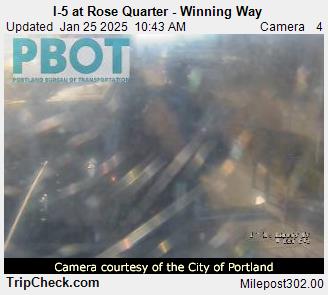 I-5 at Rose Quarter - Winning Way
Updated Jan 25 2025 10:43 AM Camera 4
PBOT
PORTLAND BUREAU OF TRANSPORTATION
Camera courtesy of the City of Portland
TripCheck.com Milepost302.00